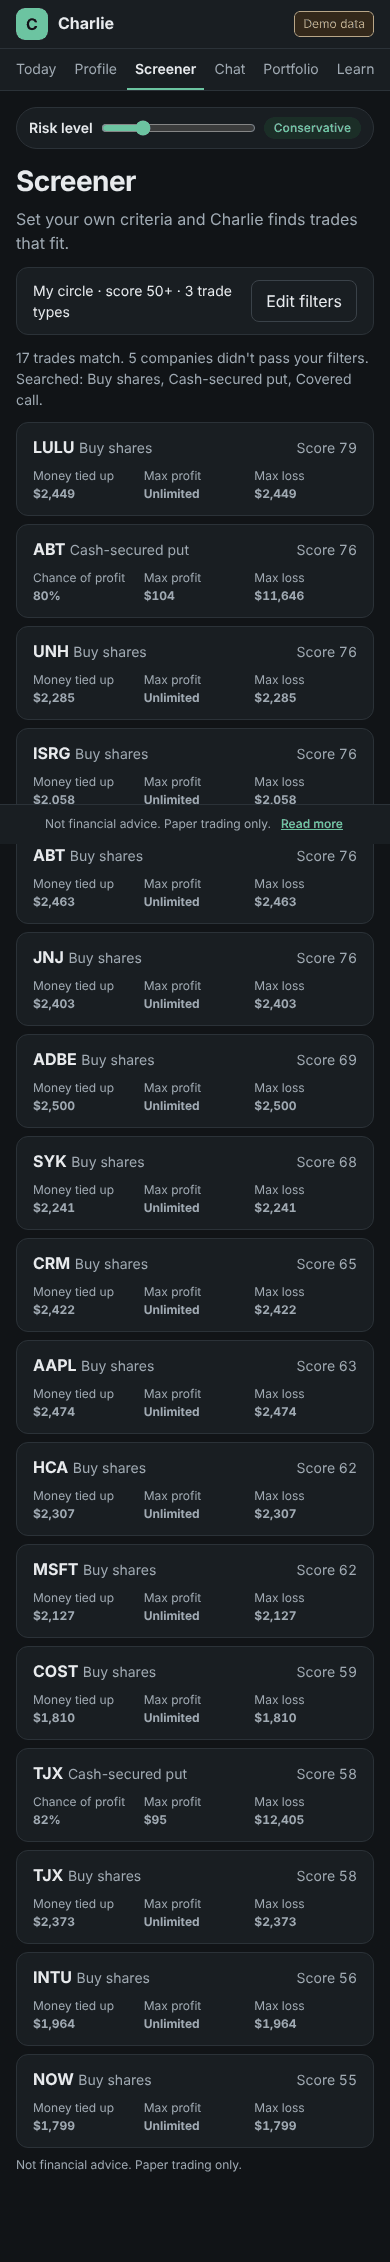 C Charlie Demo data
Today Profile Screener Chat Portfolio Learn
Risk level Conservative
Screener
Set your own criteria and Charlie finds trades
that fit.
My circle · score 50+ · 3 trade
types
Edit filters
17 trades match. 5 companies didn't pass your filters.
Searched: Buy shares, Cash-secured put, Covered
call.
LULU Buy shares Score 79
Money tied up Max profit Max loss
$2,449 Unlimited $2,449
ABT Cash-secured put Score 76
Chance of profit Max profit Max loss
80% $104 $11,646
UNH Buy shares Score 76
Money tied up Max profit Max loss
$2,285 Unlimited $2,285
ISRG Buy shares Score 76
Money tied up Max profit Max loss
$2,058 Unlimited $2,058
Not financial advice. Paper trading only. Read more
ABT Buy shares Score 76
Money tied up Max profit Max loss
$2,463 Unlimited $2,463
JNJ Buy shares Score 76
Money tied up Max profit Max loss
$2,403 Unlimited $2,403
ADBE Buy shares Score 69
Money tied up Max profit Max loss
$2,500 Unlimited $2,500
SYK Buy shares Score 68
Money tied up Max profit Max loss
$2,241 Unlimited $2,241
CRM Buy shares Score 65
Money tied up Max profit Max loss
$2,422 Unlimited $2,422
AAPL Buy shares Score 63
Money tied up Max profit Max loss
$2,474 Unlimited $2,474
HCA Buy shares Score 62
Money tied up Max profit Max loss
$2,307 Unlimited $2,307
MSFT Buy shares Score 62
Money tied up Max profit Max loss
$2,127 Unlimited $2,127
COST Buy shares Score 59
Money tied up Max profit Max loss
$1,810 Unlimited $1,810
TJX Cash-secured put Score 58
Chance of profit Max profit Max loss
82% $95 $12,405
TJX Buy shares Score 58
Money tied up Max profit Max loss
$2,373 Unlimited $2,373
INTU Buy shares Score 56
Money tied up Max profit Max loss
$1,964 Unlimited $1,964
NOW Buy shares Score 55
Money tied up Max profit Max loss
$1,799 Unlimited $1,799
Not financial advice. Paper trading only.